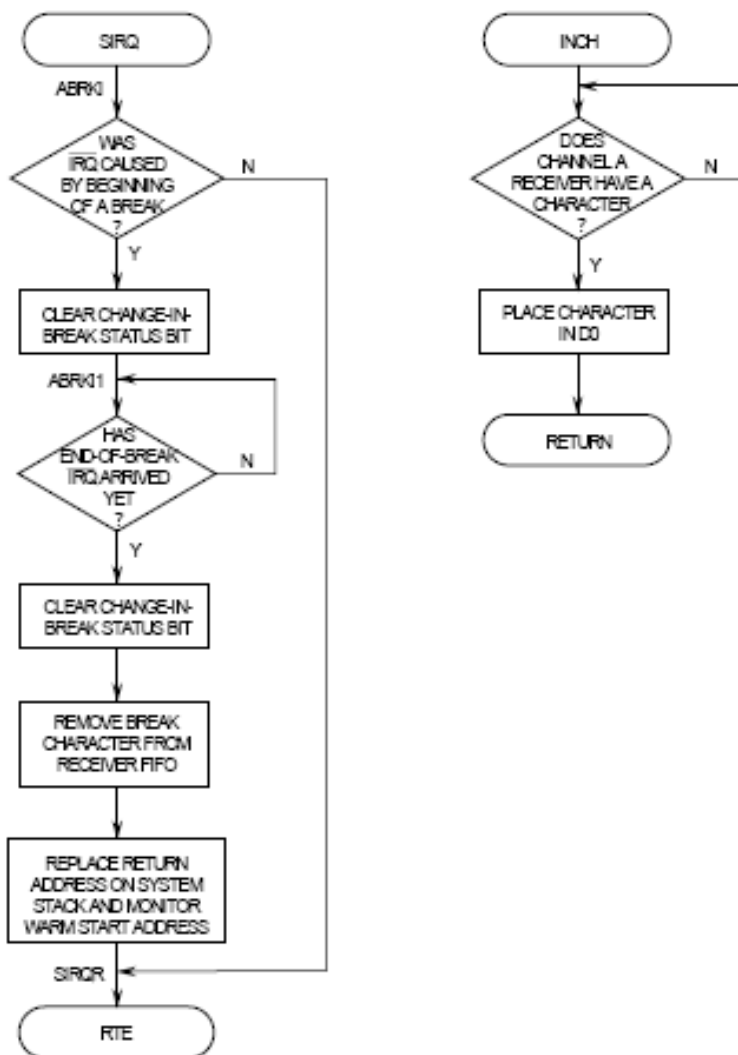 SIRQ
ABRKI
WAS
IRQ CAUSED
BY BEGINNING
OF A BREAK
?
N
Y
CLEAR CHANGE-IN-
BREAK STATUS BIT
ABRKI1
HAS
END-OF-BREAK
IRQ ARRIVED
YET
?
N
Y
CLEAR CHANGE-IN-
BREAK STATUS BIT
REMOVE BREAK
CHARACTER FROM
RECEIVER FIFO
REPLACE RETURN
ADDRESS ON SYSTEM
STACK AND MONITOR
WARM START ADDRESS
SIRQR
RTE
INCH
DOES
CHANNEL A
RECEIVER HAVE A
CHARACTER
?
N
Y
PLACE CHARACTER
IN D0
RETURN